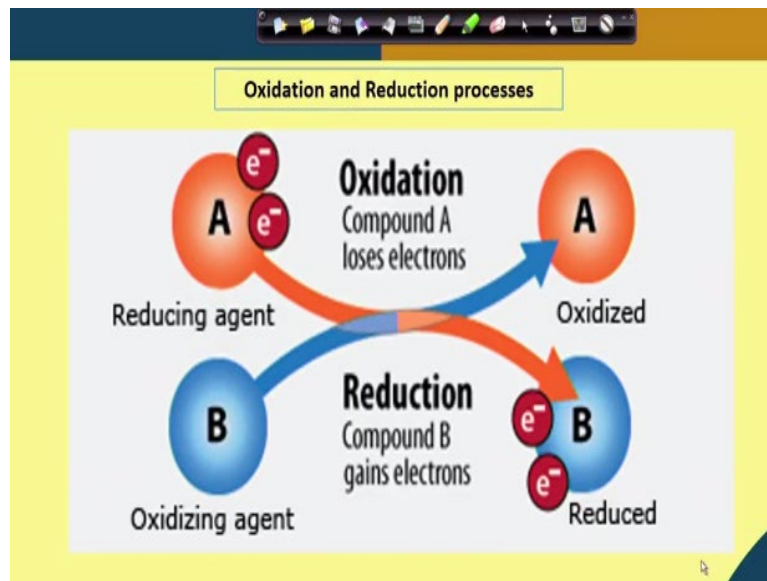 Oxidation and Reduction processes
e⁻
A
e⁻
Oxidation
Compound A
loses electrons
A
Reducing agent
Oxidized
B
Reduction
Compound B
gains electrons
e⁻
B
e⁻
Oxidizing agent
Reduced